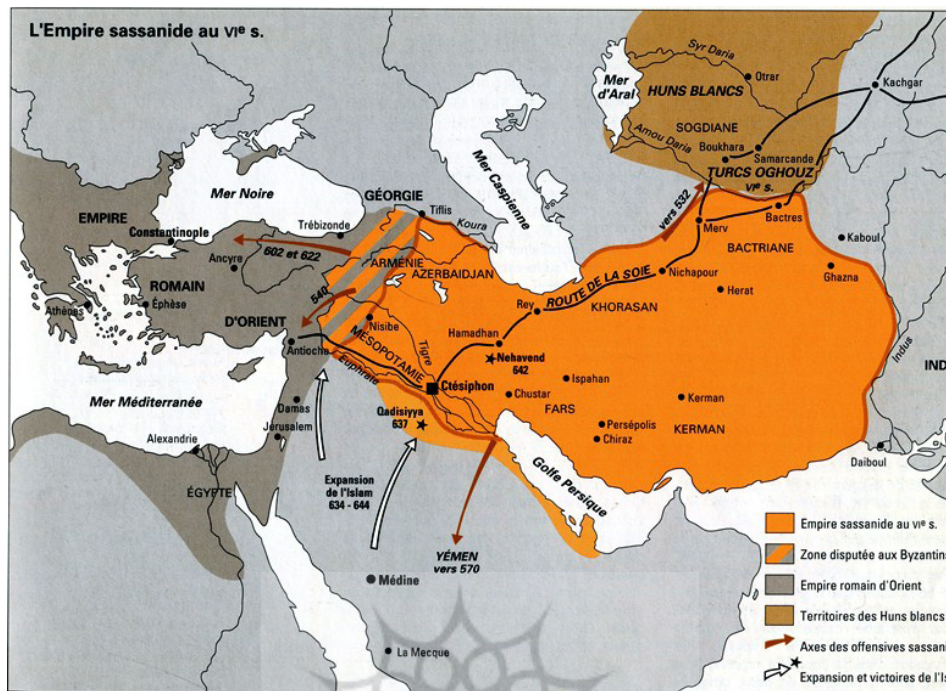 L'Empire sassanide au VIe s.
Mer
d'Aral
Syr Daria
Otrar
HUNS BLANCS
Kachgar
SOGDIANE
Amou Daria
Boukhara
Samarcande
TURCS OGHOUZ
VIe s.
Mer Caspienne
vers 532
Mer Noire
GÉORGIE
Tiflis
Koura
EMPIRE
Constantinople
Trébizonde
602 et 622
ARMÉNIE
AZERBAIDJAN
Merv
Bactres
BACTRIANE
Kaboul
Ghazna
Ancyre
ROMAIN
540
Nichapour
ROUTE DE LA SOIE
Herat
KHORASAN
Rey
Athènes
Éphèse
D'ORIENT
Nisibe
Hamadhan
Antioche
MÉSOPOTAMIE
Tigre
Nehavend
642
Indus
IND
Euphrate
Ctésiphon
Ispahan
Chustar
FARS
Kerman
Mer Méditerranée
Damas
Jérusalem
Qadisiyya
637
Persépolis
Chiraz
KERMAN
Alexandrie
Daiboul
ÉGYPTE
Expansion
de l'Islam
634 - 644
Golfe Persique
YÉMEN
vers 570
Médine
La Mecque
Empire sassanide au VIe s.
Zone disputée aux Byzantins
Empire romain d'Orient
Territoires des Huns blancs
Axes des offensives sassan
Expansion et victoires de l'Is